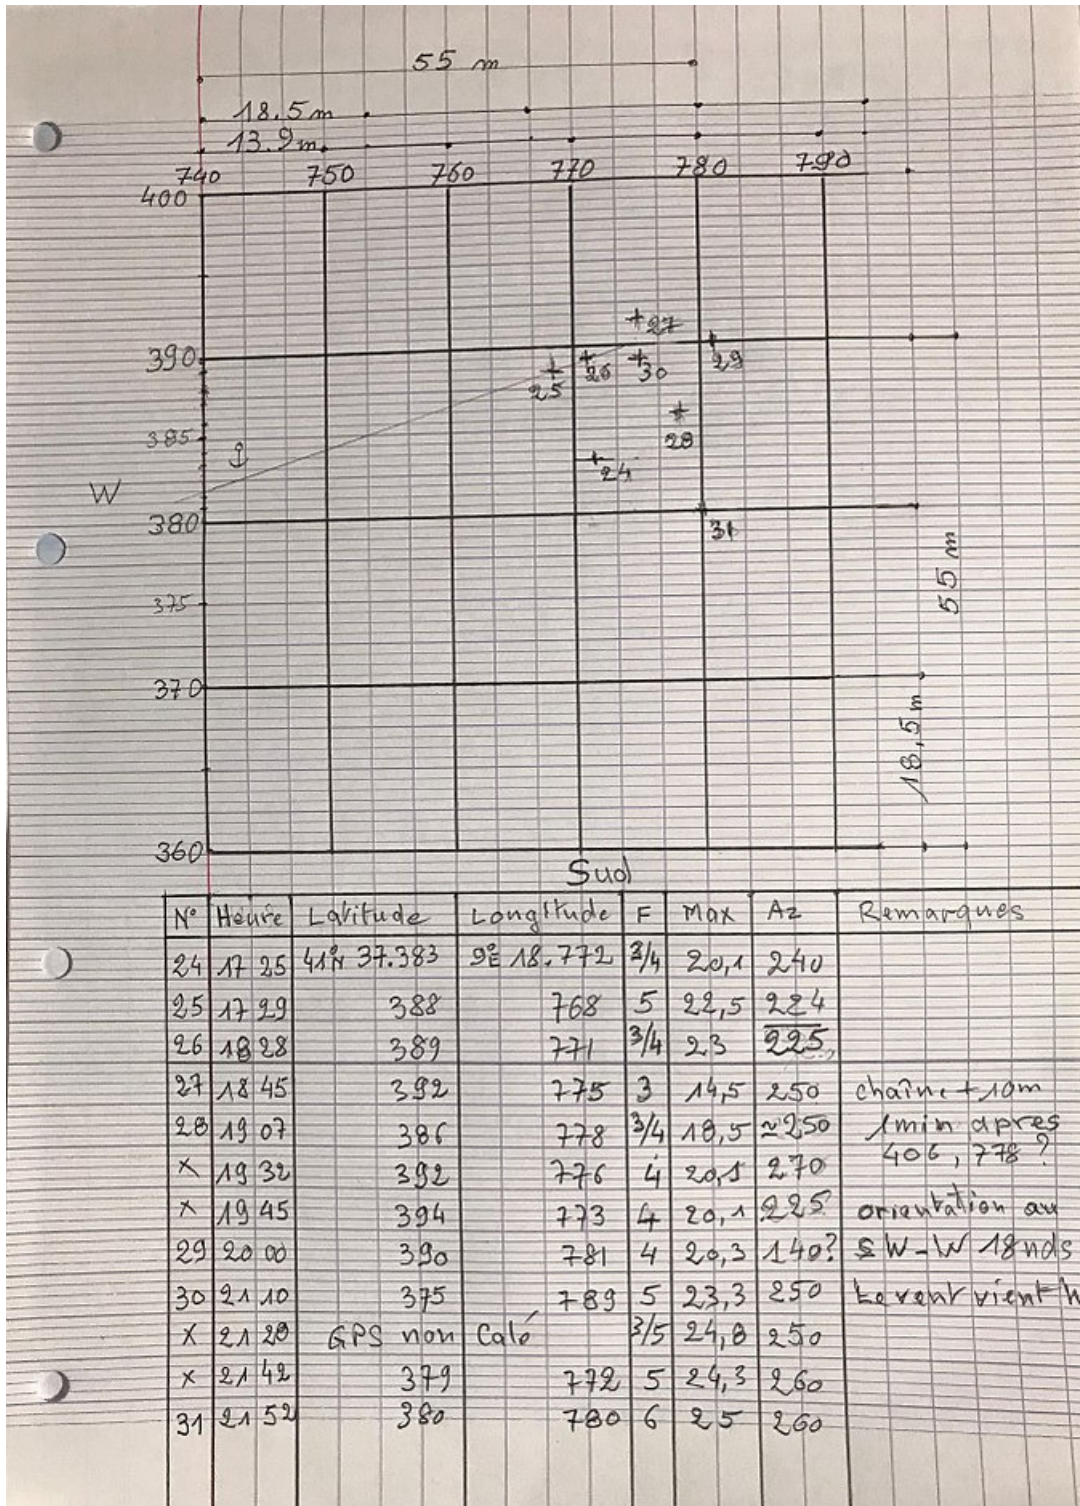 55 m
18.5m
13.9m
740 750 760 770 780 790
400
27
390
26 30 29
25
385
28
24
W
380
31
55 m
375
370
18,5 m
360
Sud
N° Heure Latitude Longitude F Max Az Remarques
24 17 25 41° N 37.383 9° E 18.772 3/4 20,1 240
25 17 29 388 768 5 22,5 224
26 18 28 389 771 3/4 23 225
27 18 45 392 775 3 14,5 250 chaîne + 10m
28 19 07 386 778 3/4 18,5 ≈250 1min apres
406, 778 ?
x 19 32 392 776 4 20,1 270
x 19 45 394 773 4 20,1 225 orientation au
29 20 00 390 781 4 20,3 140? SW-W 18nds
30 21 10 375 789 5 23,3 250 Le vent vient
x 21 28 GPS non Calé 3/5 24,8 250
x 21 42 379 772 5 24,3 260
31 21 52 380 780 6 25 260